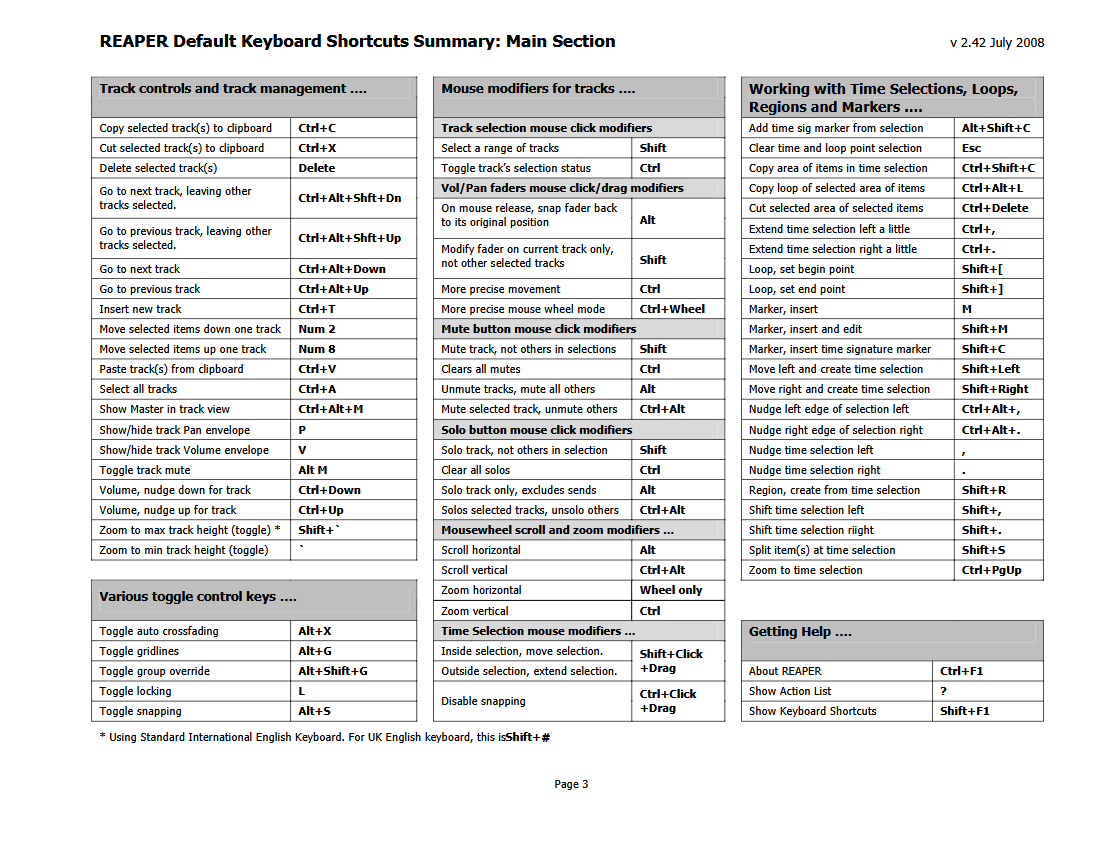 REAPER Default Keyboard Shortcuts Summary: Main Section
v 2.42 July 2008
Track controls and track management ....
Copy selected track(s) to clipboard Ctrl+C
Cut selected track(s) to clipboard Ctrl+X
Delete selected track(s) Delete
Go to next track, leaving other
tracks selected. Ctrl+Alt+Shft+Dn
Go to previous track, leaving other
tracks selected. Ctrl+Alt+Shft+Up
Go to next track Ctrl+Alt+Down
Go to previous track Ctrl+Alt+Up
Insert new track Ctrl+T
Move selected items down one track Num 2
Move selected items up one track Num 8
Paste track(s) from clipboard Ctrl+V
Select all tracks Ctrl+A
Show Master in track view Ctrl+Alt+M
Show/hide track Pan envelope P
Show/hide track Volume envelope V
Toggle track mute Alt M
Volume, nudge down for track Ctrl+Down
Volume, nudge up for track Ctrl+Up
Zoom to max track height (toggle) * Shift+`
Zoom to min track height (toggle) `
Various toggle control keys ....
Toggle auto crossfading Alt+X
Toggle gridlines Alt+G
Toggle group override Alt+Shift+G
Toggle locking L
Toggle snapping Alt+S
Mouse modifiers for tracks ....
Track selection mouse click modifiers
Select a range of tracks Shift
Toggle track's selection status Ctrl
Vol/Pan faders mouse click/drag modifiers
On mouse release, snap fader back
to its original position Alt
Modify fader on current track only,
not other selected tracks Shift
More precise movement Ctrl
More precise mouse wheel mode Ctrl+Wheel
Mute button mouse click modifiers
Mute track, not others in selections Shift
Clears all mutes Ctrl
Unmute tracks, mute all others Alt
Mute selected track, unmute others Ctrl+Alt
Solo button mouse click modifiers
Solo track, not others in selection Shift
Clear all solos Ctrl
Solo track only, excludes sends Alt
Solos selected tracks, unsolo others Ctrl+Alt
Mousewheel scroll and zoom modifiers ...
Scroll horizontal Alt
Scroll vertical Ctrl+Alt
Zoom horizontal Wheel only
Zoom vertical Ctrl
Time Selection mouse modifiers ...
Inside selection, move selection. Shift+Click
Outside selection, extend selection. +Drag
Disable snapping Ctrl+Click
+Drag
Working with Time Selections, Loops,
Regions and Markers ....
Add time sig marker from selection Alt+Shift+C
Clear time and loop point selection Esc
Copy area of items in time selection Ctrl+Shift+C
Copy loop of selected area of items Ctrl+Alt+L
Cut selected area of selected items Ctrl+Delete
Extend time selection left a little Ctrl+,
Extend time selection right a little Ctrl+.
Loop, set begin point Shift+[
Loop, set end point Shift+]
Marker, insert M
Marker, insert and edit Shift+M
Marker, insert time signature marker Shift+C
Move left and create time selection Shift+Left
Move right and create time selection Shift+Right
Nudge left edge of selection left Ctrl+Alt+,
Nudge right edge of selection right Ctrl+Alt+.
Nudge time selection left ,
Nudge time selection right .
Region, create from time selection Shift+R
Shift time selection left Shift+,
Shift time selection riight Shift+.
Split item(s) at time selection Shift+S
Zoom to time selection Ctrl+PgUp
Getting Help ....
About REAPER Ctrl+F1
Show Action List ?
Show Keyboard Shortcuts Shift+F1
* Using Standard International English Keyboard. For UK English keyboard, this isShift+#
Page 3